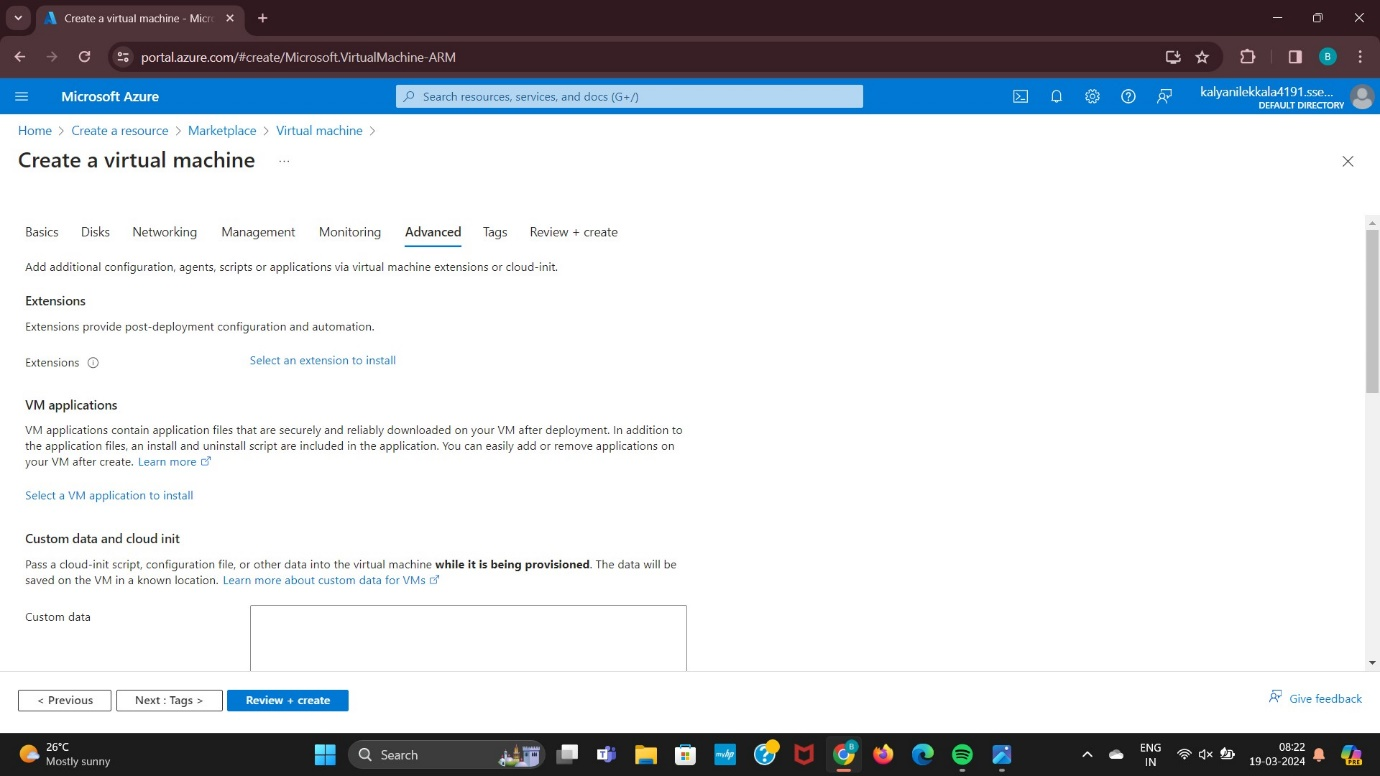 Create a virtual machine - Micr
portal.azure.com/#create/Microsoft.VirtualMachine-ARM
B
Microsoft Azure
Search resources, services, and docs (G+/)
kalyanilekkala4191.sse...
DEFAULT DIRECTORY
Home > Create a resource > Marketplace > Virtual machine >
Create a virtual machine ...
Basics Disks Networking Management Monitoring Advanced Tags Review + create
Add additional configuration, agents, scripts or applications via virtual machine extensions or cloud-init.
Extensions
Extensions provide post-deployment configuration and automation.
Extensions
Select an extension to install
VM applications
VM applications contain application files that are securely and reliably downloaded on your VM after deployment. In addition to
the application files, an install and uninstall script are included in the application. You can easily add or remove applications on
your VM after create. Learn more
Select a VM application to install
Custom data and cloud init
Pass a cloud-init script, configuration file, or other data into the virtual machine while it is being provisioned. The data will be
saved on the VM in a known location. Learn more about custom data for VMs
Custom data
< Previous
Next : Tags >
Review + create
Give feedback
26°C
Mostly sunny
Search
myhp
B
ENG
IN
08:22
19-03-2024
PRE